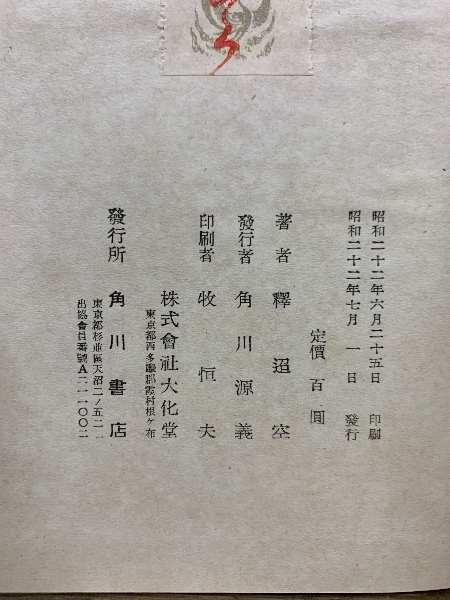 昭和二十二年六月二十五日 印刷
昭和二十二年七月 一 日 發行
定價 百 圓
著者 釋 迢 空
發行者 角 川 源 義
印刷者 牧 恒 夫
株式會社大化堂
東京都西多摩郡霞村根ケ布
發行所 角 川 書 店
東京都杉並區天沼二ノ五二一
出協會員番號A二一一〇〇二